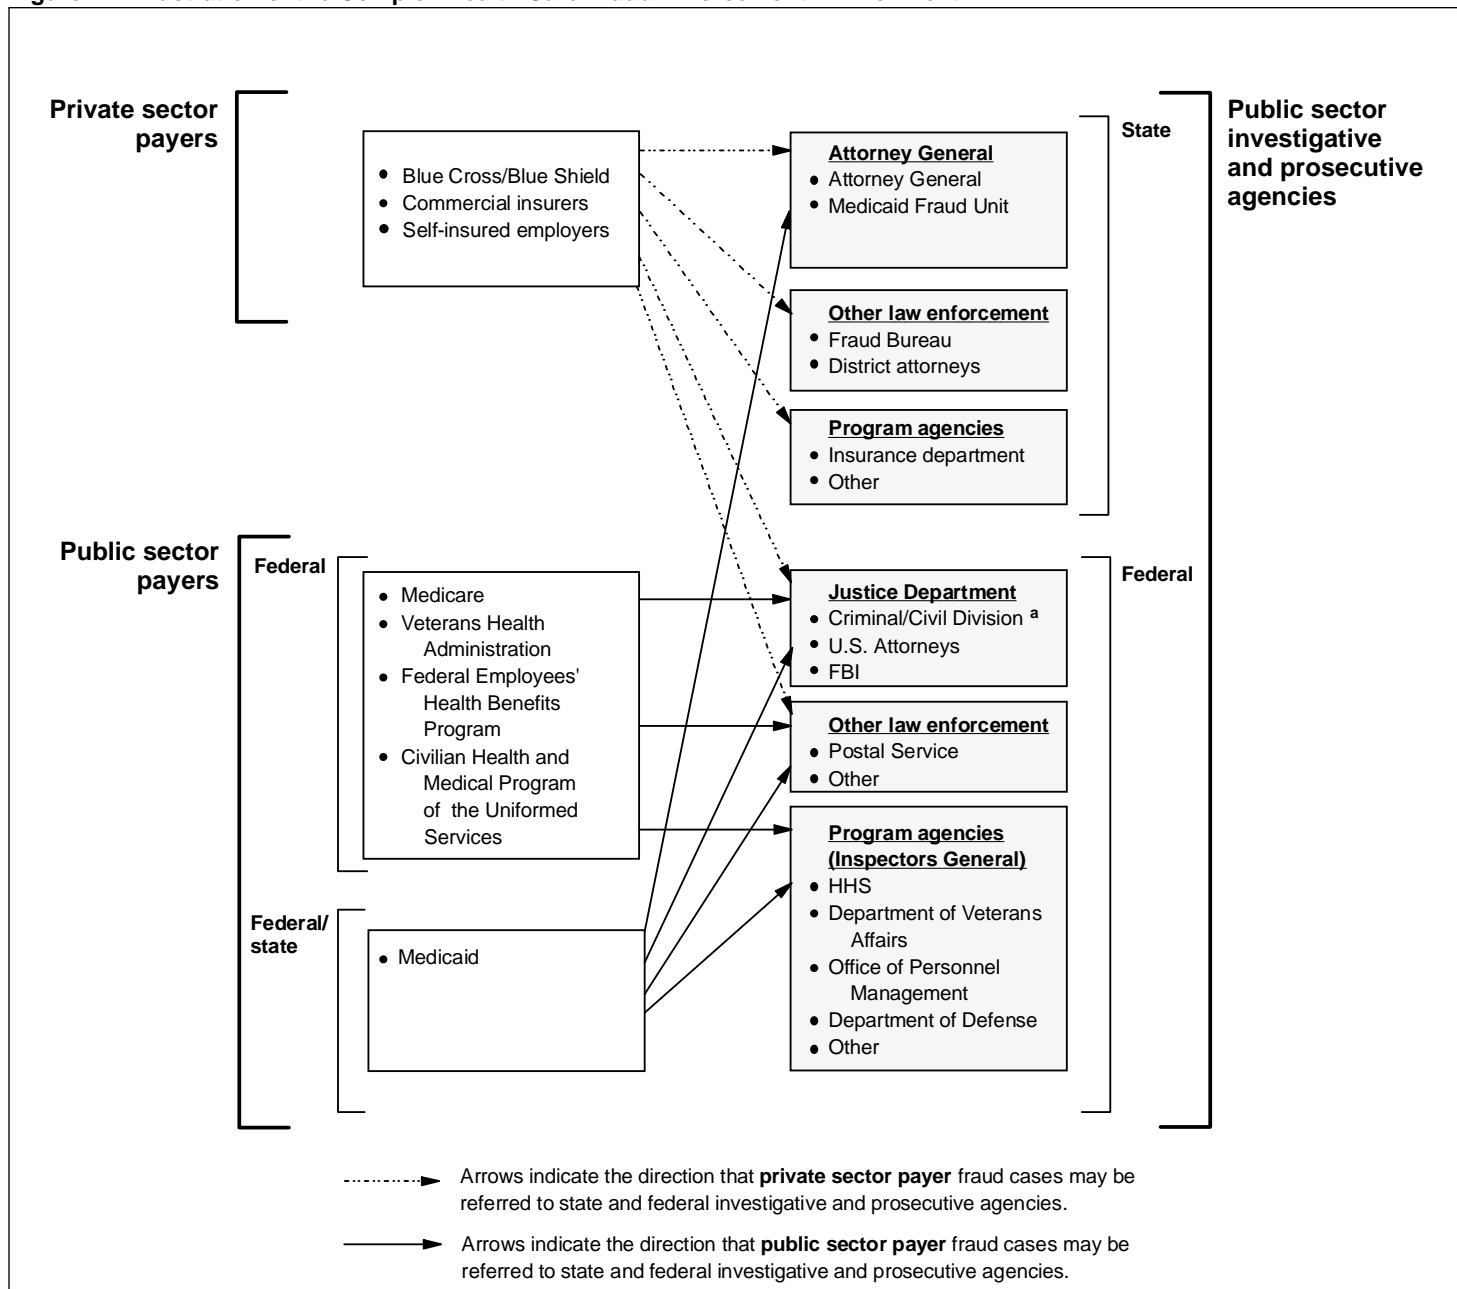 Private sector
payers
• Blue Cross/Blue Shield
• Commercial insurers
• Self-insured employers
Attorney General
• Attorney General
• Medicaid Fraud Unit
Other law enforcement
• Fraud Bureau
• District attorneys
Program agencies
• Insurance department
• Other
State
Public sector
investigative
and prosecutive
agencies
Public sector
payers
Federal
• Medicare
• Veterans Health
Administration
• Federal Employees'
Health Benefits
Program
• Civilian Health and
Medical Program
of the Uniformed
Services
Federal/
state
• Medicaid
Justice Department
• Criminal/Civil Division a
• U.S. Attorneys
• FBI
Other law enforcement
• Postal Service
• Other
Program agencies
(Inspectors General)
• HHS
• Department of Veterans
Affairs
• Office of Personnel
Management
• Department of Defense
• Other
Federal
Arrows indicate the direction that private sector payer fraud cases may be
referred to state and federal investigative and prosecutive agencies.
Arrows indicate the direction that public sector payer fraud cases may be
referred to state and federal investigative and prosecutive agencies.